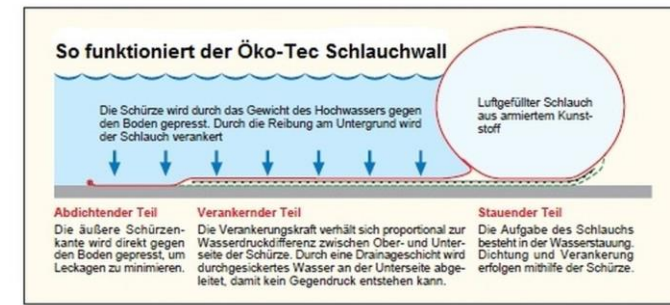 So funktioniert der Öko-Tec Schlauchwall
Die Schürze wird durch das Gewicht des Hochwassers gegen
den Boden gepresst. Durch die Reibung am Untergrund wird
der Schlauch verankert
Luftgefüllter Schlauch
aus armiertem Kunst-
stoff
Abdichtender Teil
Die äußere Schürzen-
kante wird direkt gegen
den Boden gepresst, um
Leckagen zu minimieren.
Verankernder Teil
Die Verankerungskraft verhält sich proportional zur
Wasserdruckdifferenz zwischen Ober- und Unter-
seite der Schürze. Durch eine Drainageschicht wird
durchgesickertes Wasser an der Unterseite abge-
leitet, damit kein Gegendruck entstehen kann.
Stauender Teil
Die Aufgabe des Schlauchs
besteht in der Wasserstauung.
Dichtung und Verankerung
erfolgen mithilfe der Schürze.